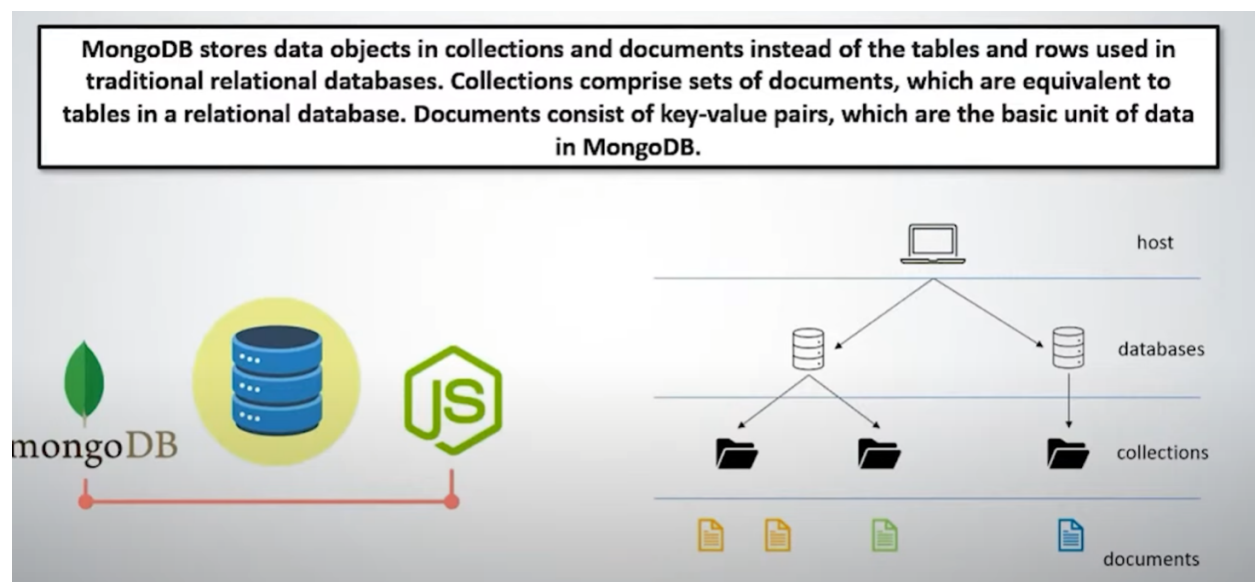 MongoDB stores data objects in collections and documents instead of the tables and rows used in
traditional relational databases. Collections comprise sets of documents, which are equivalent to
tables in a relational database. Documents consist of key-value pairs, which are the basic unit of data
in MongoDB.
host
databases
JS
mongoDB
collections
documents